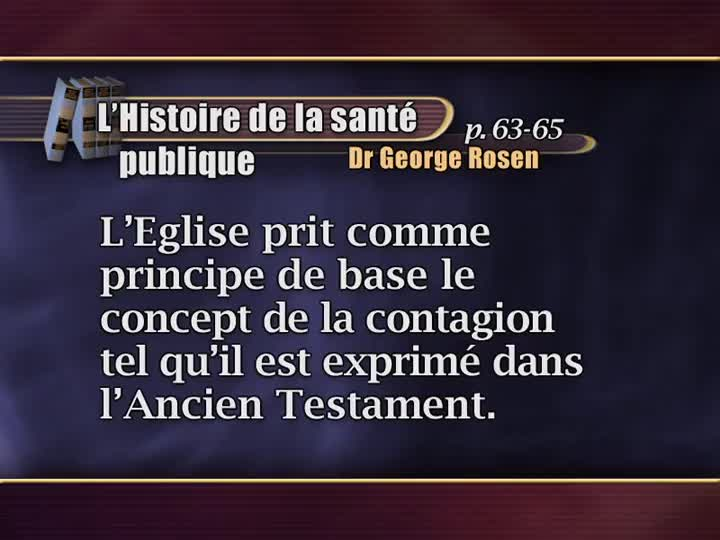 L'Histoire de la santé
publique
p. 63-65
Dr George Rosen
L'Eglise prit comme
principe de base le
concept de la contagion
tel qu'il est exprimé dans
l'Ancien Testament.